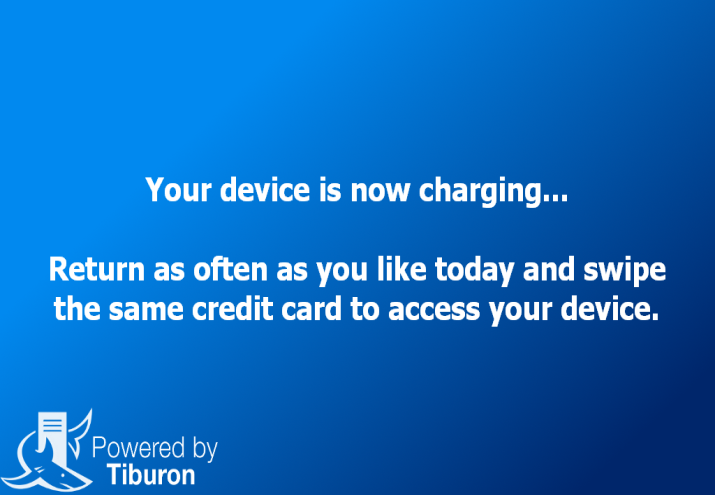 Your device is now charging...
Return as often as you like today and swipe
the same credit card to access your device.
Powered by
Tiburon